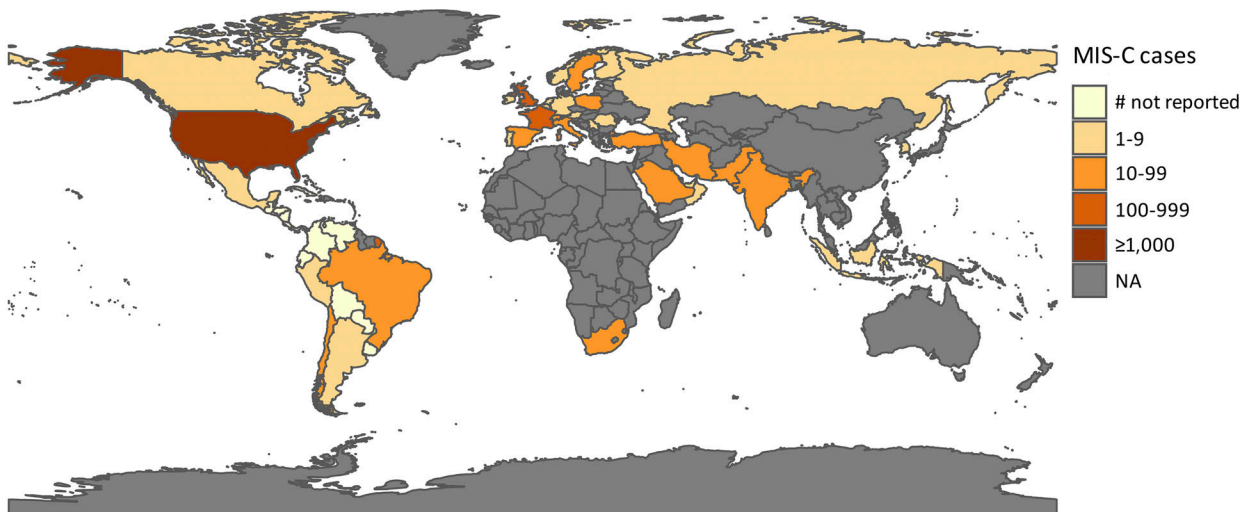 MIS-C cases
# not reported
1-9
10-99
100-999
≥1,000
NA